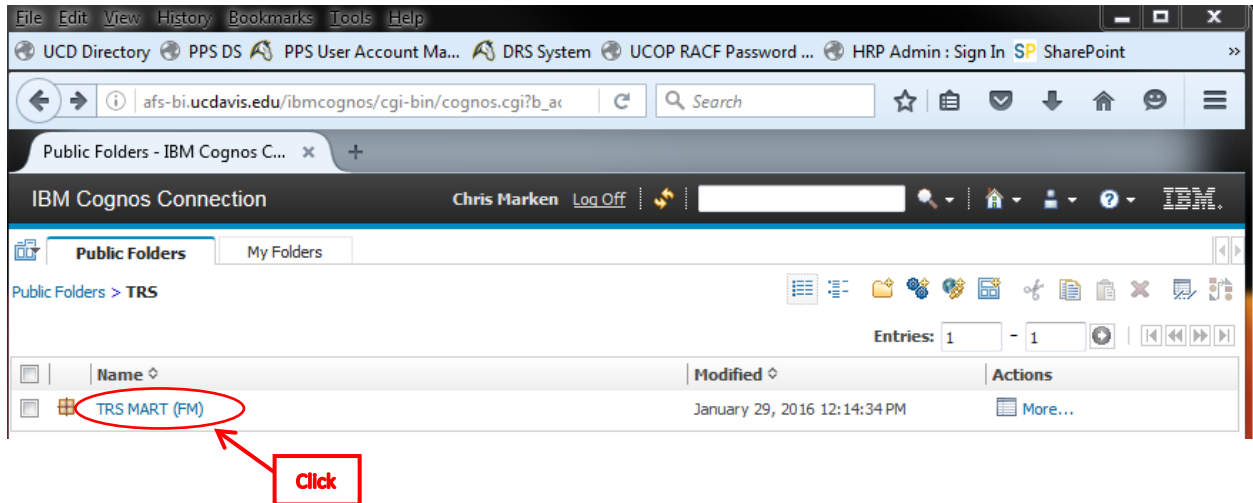 File Edit View History Bookmarks Tools Help
UCD Directory PPS DS PPS User Account Ma... DRS System UCOP RACF Password ... HRP Admin : Sign In SP SharePoint »
afs-bi.ucdavis.edu/ibmcognos/cgi-bin/cognos.cgi?b_ac Search
Public Folders - IBM Cognos C... × +
IBM Cognos Connection Chris Marken Log Off IBM.
Public Folders My Folders
Public Folders > TRS
Entries: 1 - 1
Name Modified Actions
TRS MART (FM) January 29, 2016 12:14:34 PM More...
Click